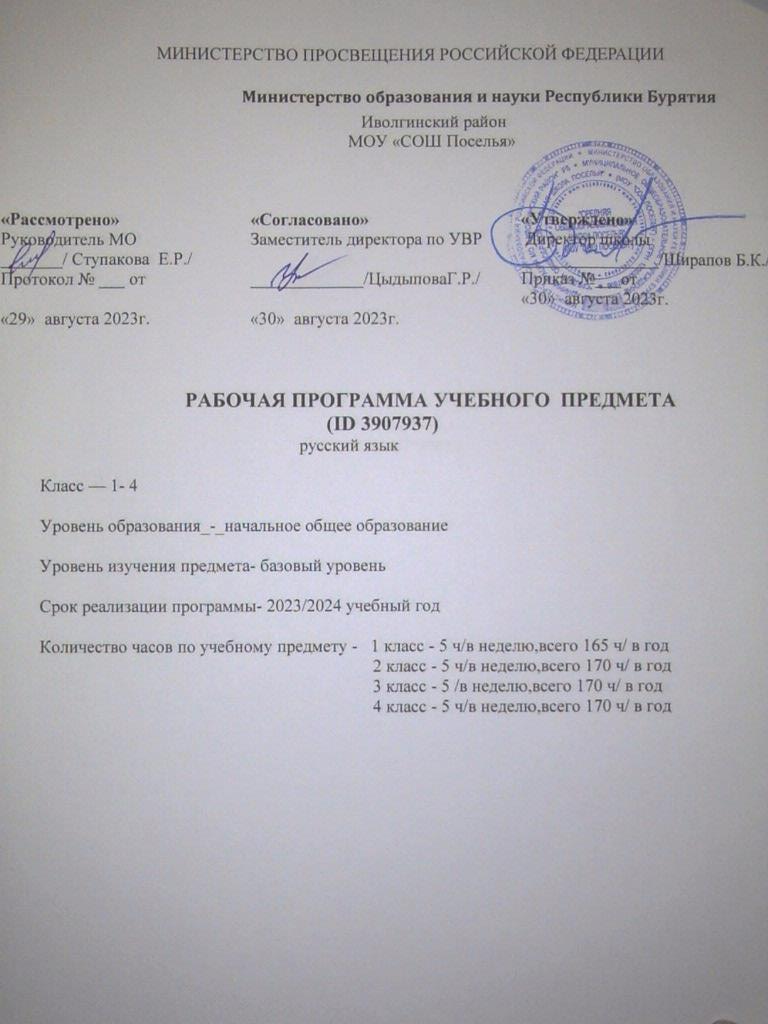 МИНИСТЕРСТВО ПРОСВЕЩЕНИЯ РОССИЙСКОЙ ФЕДЕРАЦИИ
Министерство образования и науки Республики Бурятия
Иволгинский район
МОУ «СОШ Поселья»
«Рассмотрено»
Руководитель МО
/ Ступакова Е.Р./
Протокол № ___ от
«29» августа 2023г.
«Согласовано»
Заместитель директора по УВР
______________/ЦыдыповаГ.Р./
«30» августа 2023г.
«Утверждено»
Директор школы
/Ширапов Б.К./
Приказ №___ от
«30» августа 2023г.
РАБОЧАЯ ПРОГРАММА УЧЕБНОГО ПРЕДМЕТА
(ID 3907937)
русский язык
Класс — 1- 4
Уровень образования_-_начальное общее образование
Уровень изучения предмета- базовый уровень
Срок реализации программы- 2023/2024 учебный год
Количество часов по учебному предмету - 1 класс - 5 ч/в неделю,всего 165 ч/ в год
2 класс - 5 ч/в неделю,всего 170 ч/ в год
3 класс - 5 /в неделю,всего 170 ч/ в год
4 класс - 5 ч/в неделю,всего 170 ч/ в год